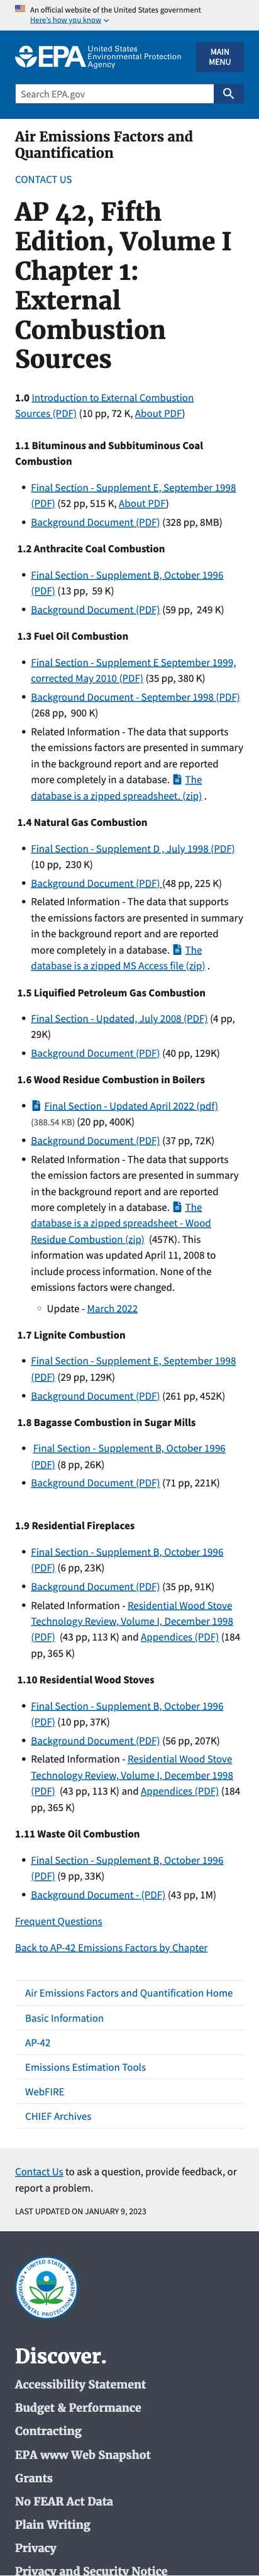 An official website of the United States government
Here's how you know
EPA United States
Environmental Protection
Agency
MAIN
MENU
Search EPA.gov
Air Emissions Factors and
Quantification
CONTACT US
AP 42, Fifth
Edition, Volume I
Chapter 1:
External
Combustion
Sources
1.0 Introduction to External Combustion
Sources (PDF) (10 pp, 72 K, About PDF)
1.1 Bituminous and Subbituminous Coal
Combustion
Final Section - Supplement E, September 1998
(PDF) (52 pp, 515 K, About PDF)
Background Document (PDF) (328 pp, 8MB)
1.2 Anthracite Coal Combustion
Final Section - Supplement B, October 1996
(PDF) (13 pp, 59 K)
Background Document (PDF) (59 pp, 249 K)
1.3 Fuel Oil Combustion
Final Section - Supplement E September 1999,
corrected May 2010 (PDF) (35 pp, 380 K)
Background Document - September 1998 (PDF)
(268 pp, 900 K)
Related Information - The data that supports
the emissions factors are presented in summary
in the background report and are reported
more completely in a database. The
database is a zipped spreadsheet. (zip) .
1.4 Natural Gas Combustion
Final Section - Supplement D , July 1998 (PDF)
(10 pp, 230 K)
Background Document (PDF) (48 pp, 225 K)
Related Information - The data that supports
the emissions factors are presented in summary
in the background report and are reported
more completely in a database. The
database is a zipped MS Access file (zip) .
1.5 Liquified Petroleum Gas Combustion
Final Section - Updated, July 2008 (PDF) (4 pp,
29K)
Background Document (PDF) (40 pp, 129K)
1.6 Wood Residue Combustion in Boilers
Final Section - Updated April 2022 (pdf)
(388.54 KB) (20 pp, 400K)
Background Document (PDF) (37 pp, 72K)
Related Information - The data that supports
the emission factors are presented in summary
in the background report and are reported
more completely in a database. The
database is a zipped spreadsheet - Wood
Residue Combustion (zip) (457K). This
information was updated April 11, 2008 to
include process information. None of the
emissions factors were changed.
Update - March 2022
1.7 Lignite Combustion
Final Section - Supplement E, September 1998
(PDF) (29 pp, 129K)
Background Document (PDF) (261 pp, 452K)
1.8 Bagasse Combustion in Sugar Mills
Final Section - Supplement B, October 1996
(PDF) (8 pp, 26K)
Background Document (PDF) (71 pp, 221K)
1.9 Residential Fireplaces
Final Section - Supplement B, October 1996
(PDF) (6 pp, 23K)
Background Document (PDF) (35 pp, 91K)
Related Information - Residential Wood Stove
Technology Review, Volume I, December 1998
(PDF) (43 pp, 113 K) and Appendices (PDF) (184
pp, 365 K)
1.10 Residential Wood Stoves
Final Section - Supplement B, October 1996
(PDF) (10 pp, 37K)
Background Document (PDF) (56 pp, 207K)
Related Information - Residential Wood Stove
Technology Review, Volume I, December 1998
(PDF) (43 pp, 113 K) and Appendices (PDF) (184
pp, 365 K)
1.11 Waste Oil Combustion
Final Section - Supplement B, October 1996
(PDF) (9 pp, 33K)
Background Document - (PDF) (43 pp, 1M)
Frequent Questions
Back to AP-42 Emissions Factors by Chapter
Air Emissions Factors and Quantification Home
Basic Information
AP-42
Emissions Estimation Tools
WebFIRE
CHIEF Archives
Contact Us to ask a question, provide feedback, or
report a problem.
LAST UPDATED ON JANUARY 9, 2023
UNITED STATES
ENVIRONMENTAL PROTECTION AGENCY
Discover.
Accessibility Statement
Budget & Performance
Contracting
EPA www Web Snapshot
Grants
No FEAR Act Data
Plain Writing
Privacy
Privacy and Security Notice